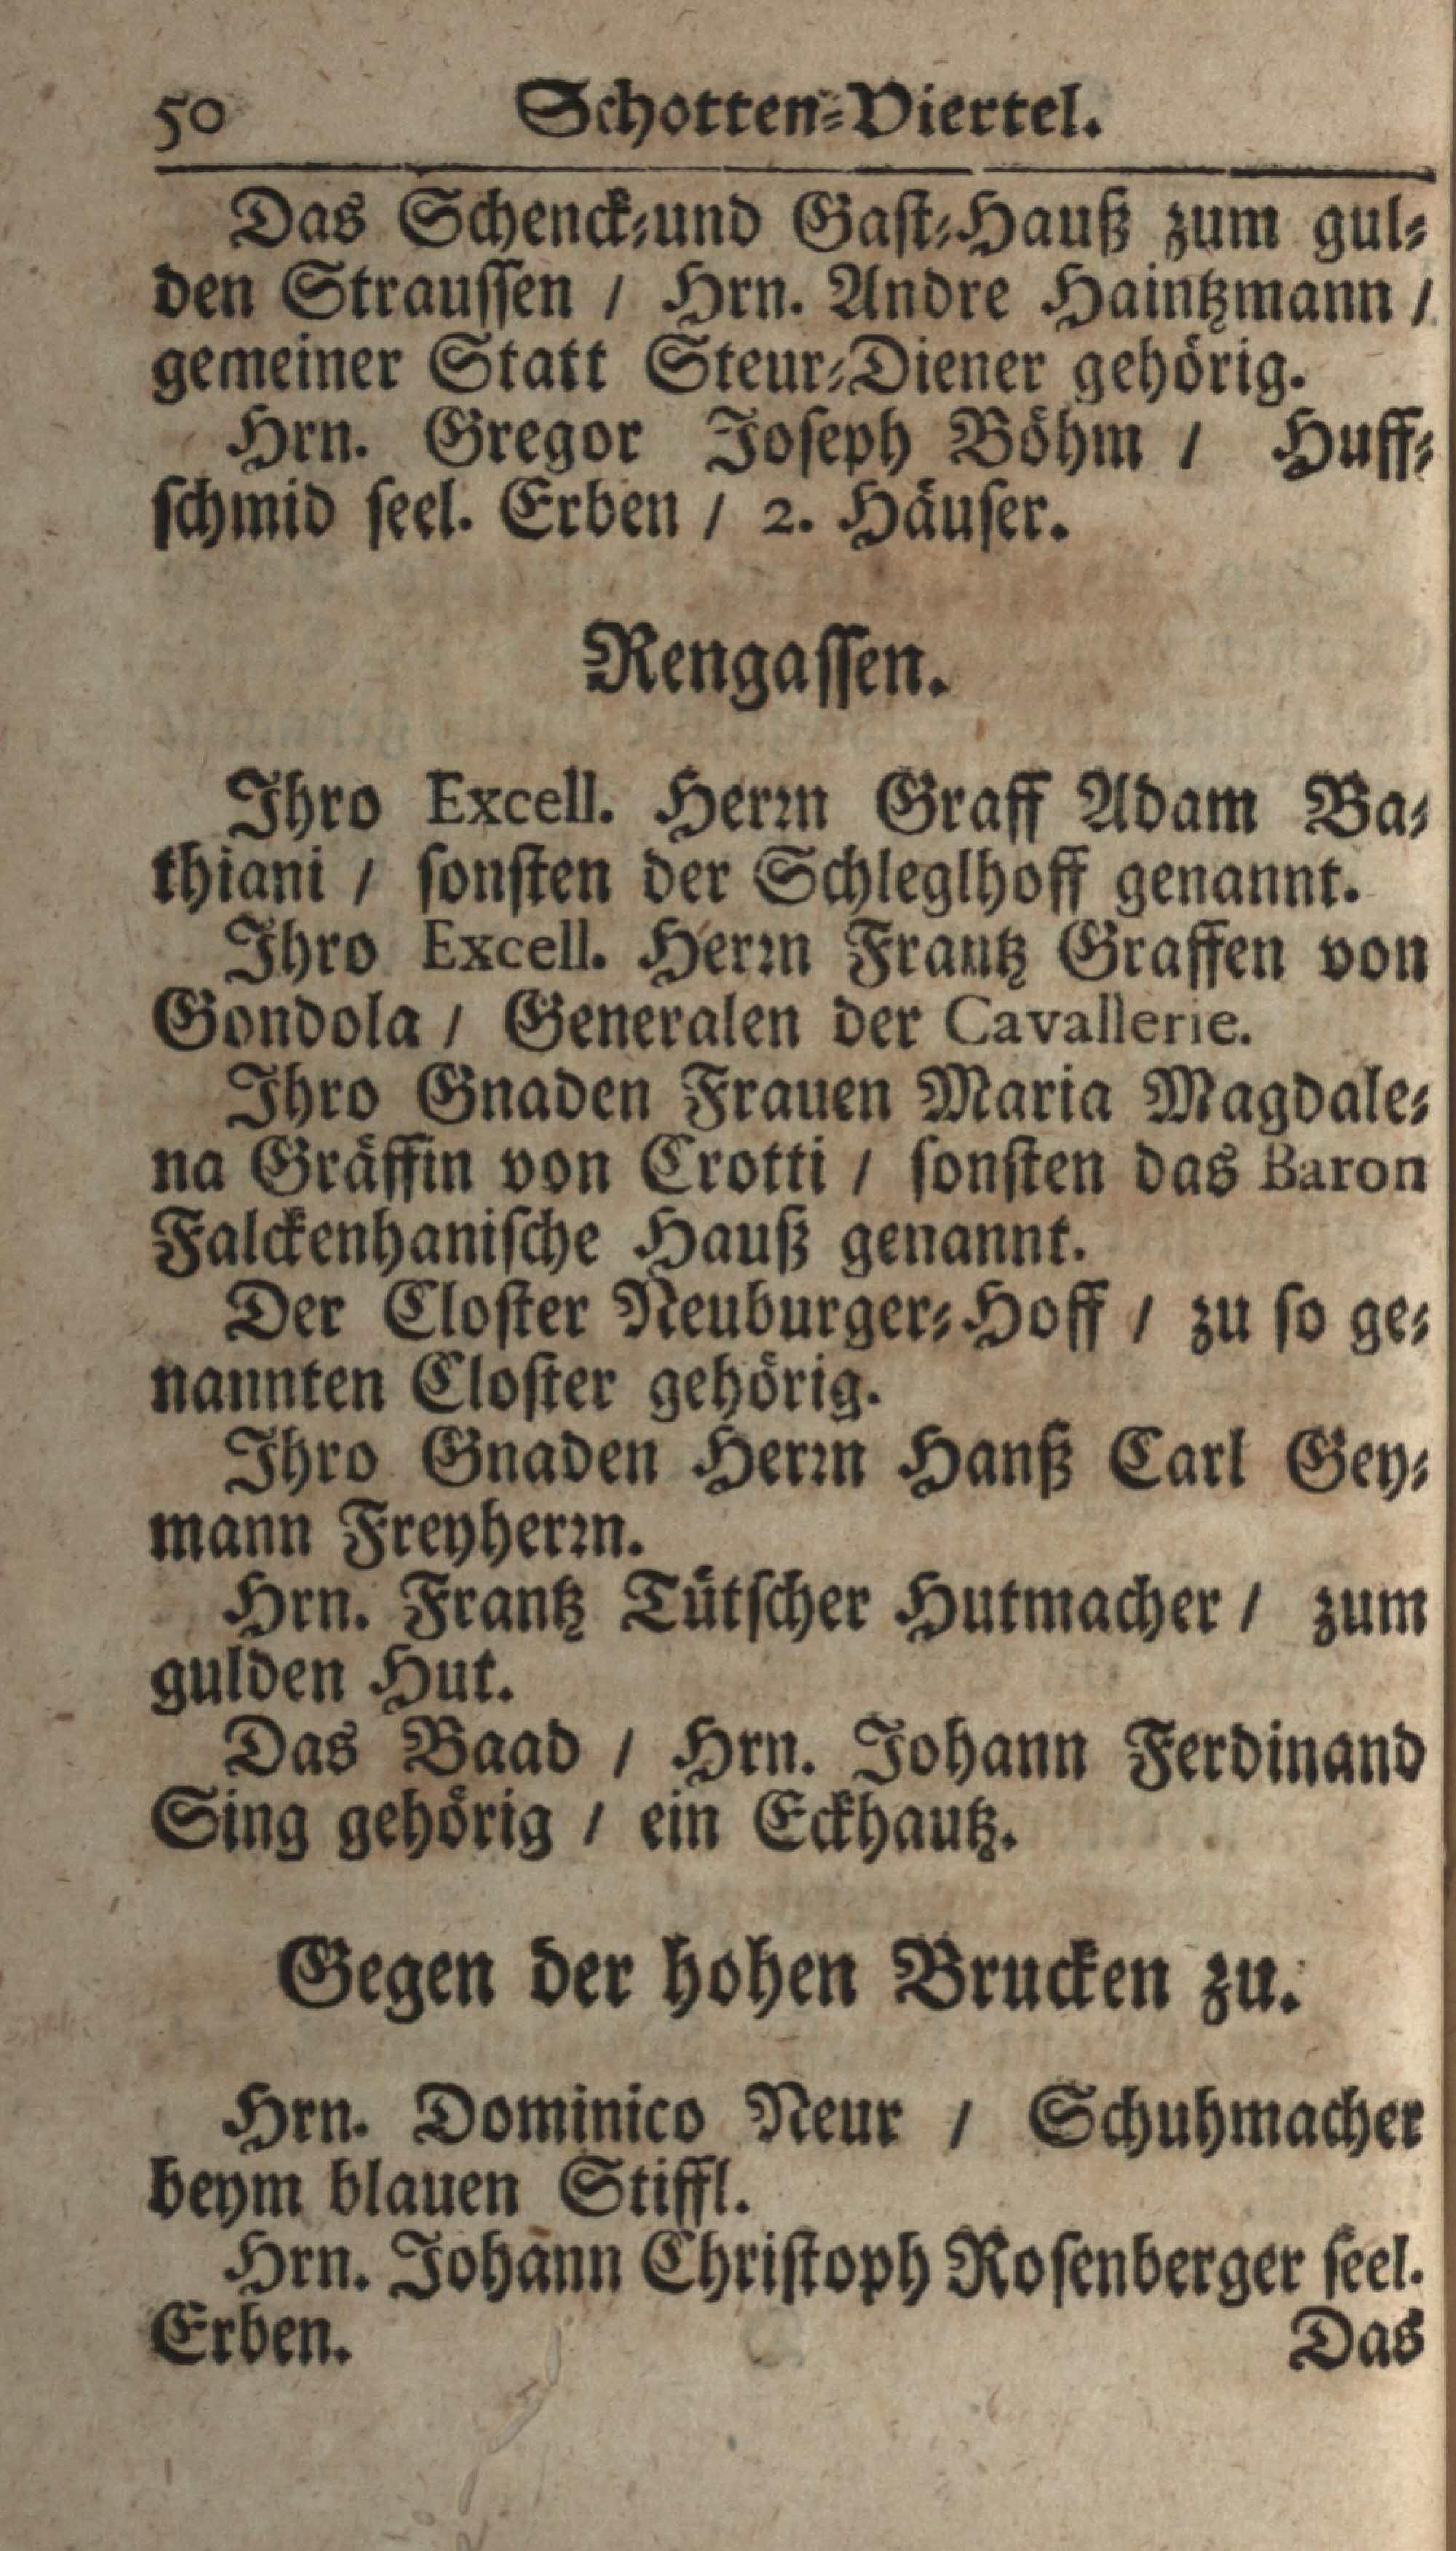 50 Schotten-Viertel.
Das Schenck-und Gast-Hauß zum gul-
den Straussen / Hrn. Andre Haintzmann /
gemeiner Statt Steur-Diener gehörig.
Hrn. Gregor Joseph Böhm / Huff-
schmid seel. Erben / 2. Häuser.
Rengassen.
Ihro Excell. Herrn Graff Adam Ba-
thiani / sonsten der Schleglhoff genannt.
Ihro Excell. Herrn Frantz Graffen von
Gondola / Generalen der Cavallerie.
Ihro Gnaden Frauen Maria Magdale-
na Gräffin von Crotti / sonsten das Baron
Falckenhanische Hauß genannt.
Der Closter Neuburger-Hoff / zu so ge-
nannten Closter gehörig.
Ihro Gnaden Herrn Hanß Carl Gey-
mann Freyherrn.
Hrn. Frantz Tütscher Hutmacher / zum
gulden Hut.
Das Baad / Hrn. Johann Ferdinand
Sing gehörig / ein Eckhautz.
Gegen der hohen Brucken zu.
Hrn. Dominico Neur / Schuhmacher
beym blauen Stiffl.
Hrn. Johann Christoph Rosenberger seel.
Erben. Das